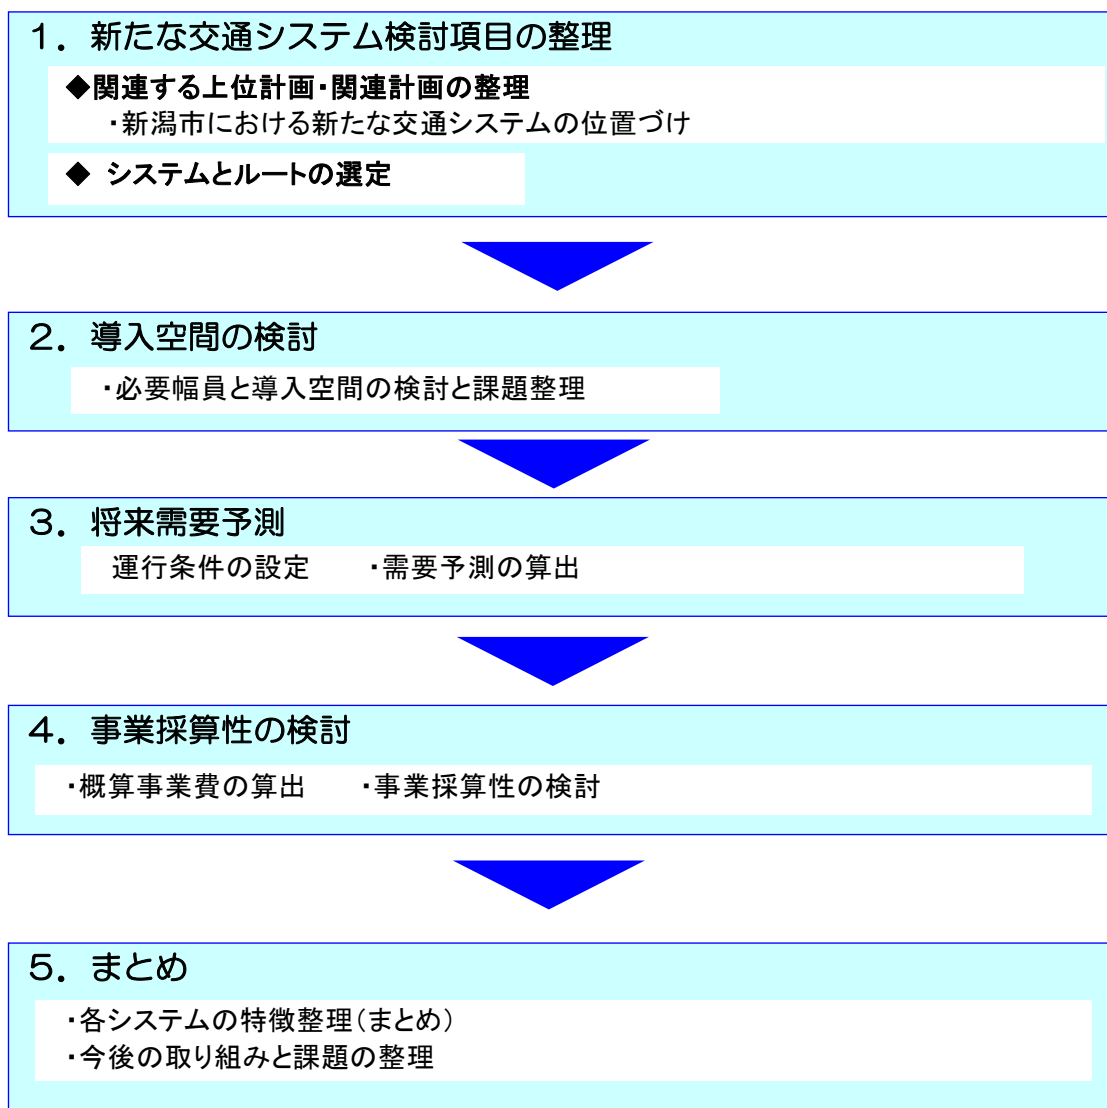 １．新たな交通システム検討項目の整理
◆関連する上位計画・関連計画の整理
・新潟市における新たな交通システムの位置づけ
◆ システムとルートの選定
２．導入空間の検討
・必要幅員と導入空間の検討と課題整理
３．将来需要予測
運行条件の設定　　・需要予測の算出
４．事業採算性の検討
・概算事業費の算出　　・事業採算性の検討
５．まとめ
・各システムの特徴整理（まとめ）
・今後の取り組みと課題の整理